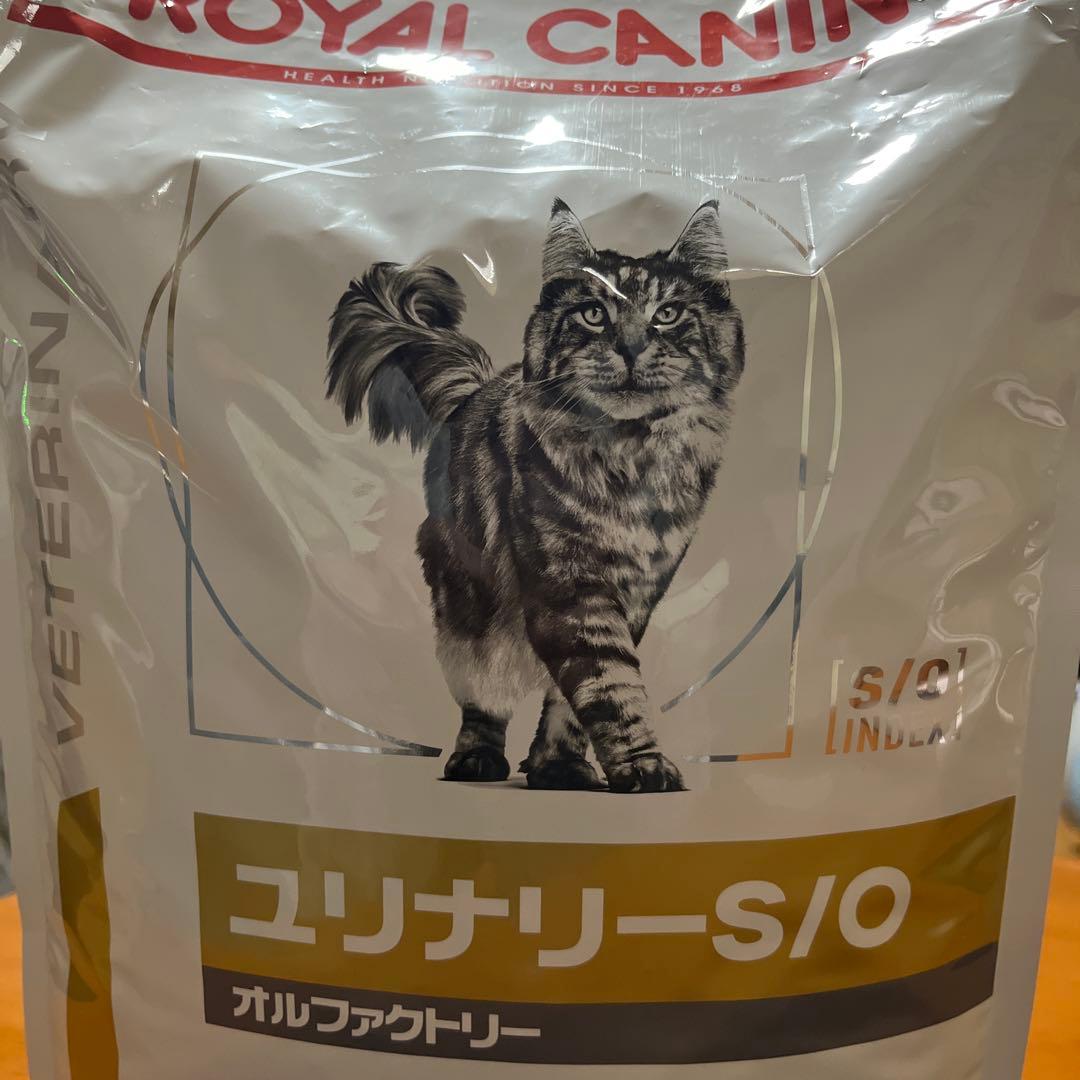 ROYAL CANIN
HEALTH NUTRITION SINCE 1968
VETERINARY
[S/O]
[INDEX]
ユリナリーS/O
オルファクトリー